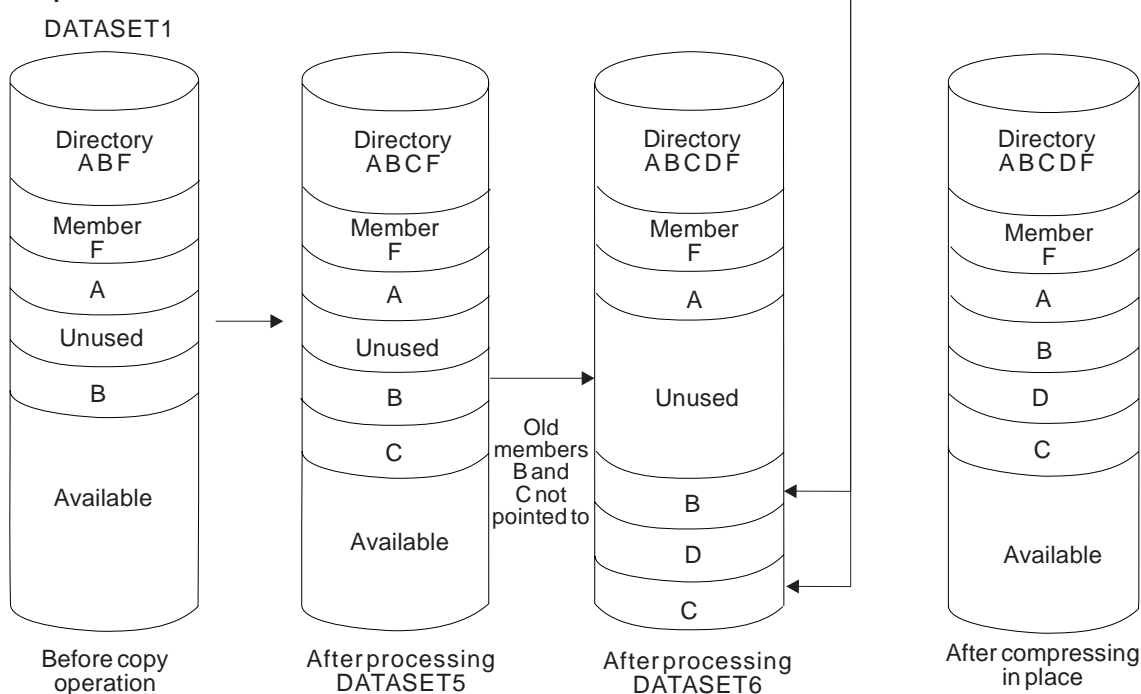 DATASET1
Directory
A B F
Member
F
A
Unused
B
Available
Before copy
operation
Directory
A B C F
Member
F
A
Unused
B
C
Available
After processing
DATASET5
Old
members
B and
C not
pointed to
Directory
A B C D F
Member
F
A
Unused
B
D
C
After processing
DATASET6
Directory
A B C D F
Member
F
A
B
D
C
Available
After compressing
in place